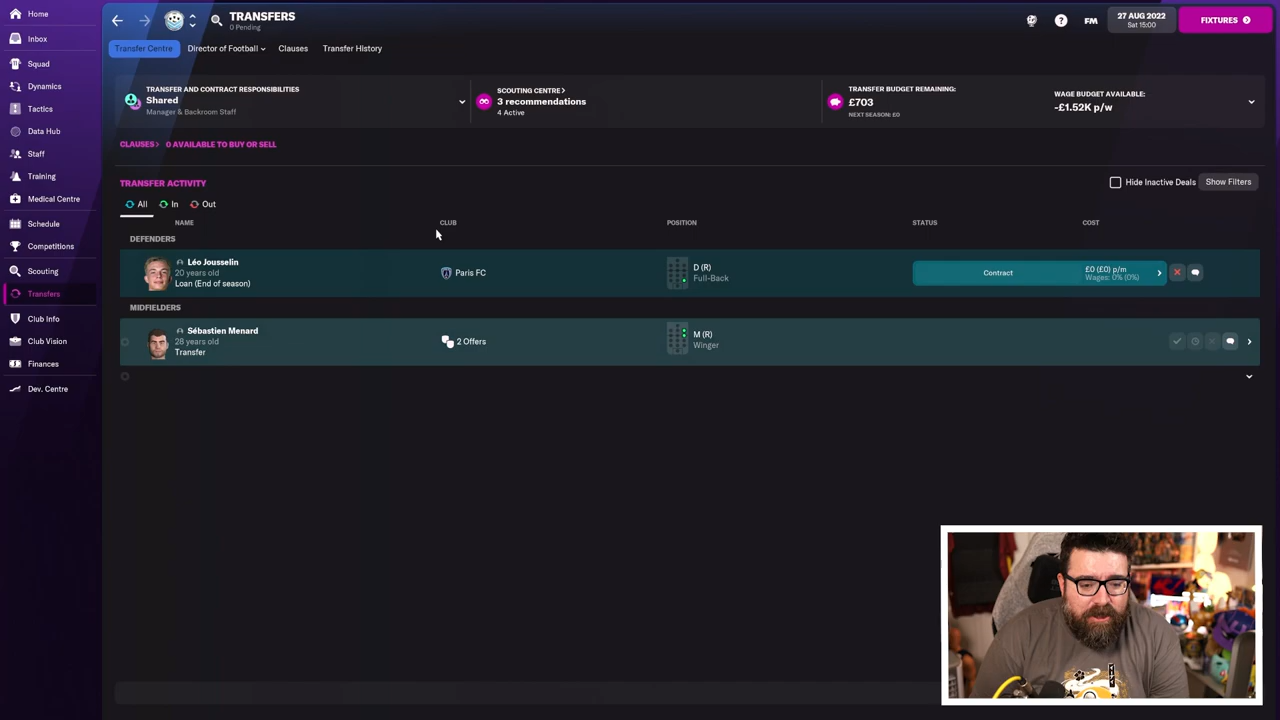 Home
Inbox
Squad
Dynamics
Tactics
Data Hub
Staff
Training
Medical Centre
Schedule
Competitions
Scouting
Transfers
Club Info
Club Vision
Finances
Dev. Centre
TRANSFERS
0 Pending
FM
27 AUG 2022
Sat 15:00
FIXTURES
Transfer Centre
Director of Football
Clauses
Transfer History
TRANSFER AND CONTRACT RESPONSIBILITIES
Shared
Manager & Backroom Staff
SCOUTING CENTRE >
3 recommendations
4 Active
TRANSFER BUDGET REMAINING:
£703
NEXT SEASON: £0
WAGE BUDGET AVAILABLE:
-£1.52K p/w
CLAUSES > 0 AVAILABLE TO BUY OR SELL
TRANSFER ACTIVITY
Hide Inactive Deals
Show Filters
All In Out
NAME CLUB POSITION STATUS COST
DEFENDERS
Léo Jousselin
20 years old
Loan (End of season)
Paris FC
D (R)
Full-Back
Contract
£0 (£0) p/m
Wages: 0% (0%)
MIDFIELDERS
Sébastien Menard
28 years old
Transfer
2 Offers
M (R)
Winger